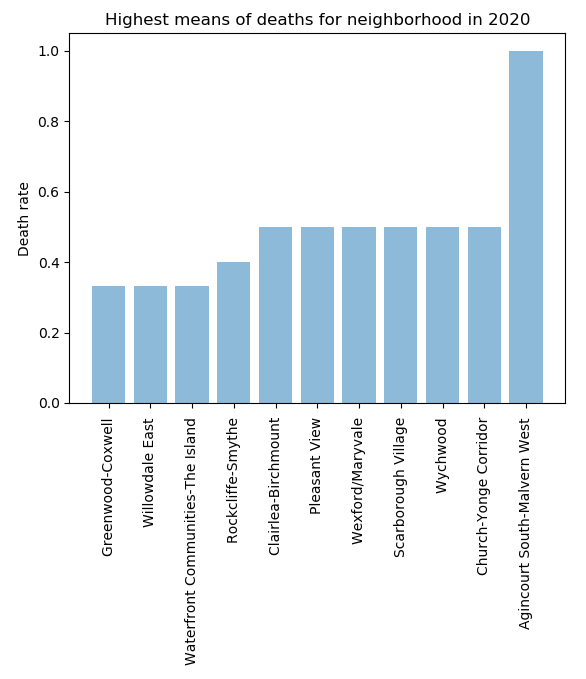 Highest means of deaths for neighborhood in 2020
Death rate
1.0
0.8
0.6
0.4
0.2
0.0
Greenwood-Coxwell
Willowdale East
Waterfront Communities-The Island
Rockcliffe-Smythe
Clairlea-Birchmount
Pleasant View
Wexford/Maryvale
Scarborough Village
Wychwood
Church-Yonge Corridor
Agincourt South-Malvern West